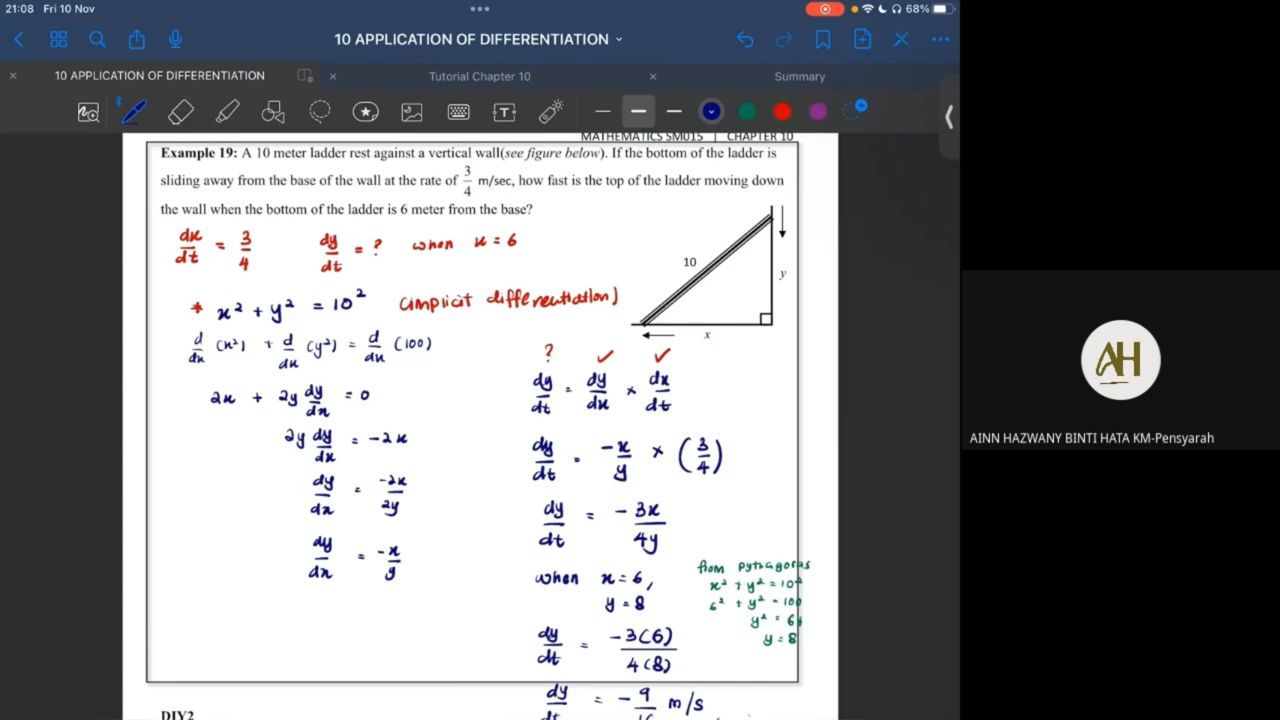 21:08 Fri 10 Nov
68%
10 APPLICATION OF DIFFERENTIATION
10 APPLICATION OF DIFFERENTIATION
Tutorial Chapter 10
Summary
MATHEMATICS SM015 | CHAPTER 10
Example 19: A 10 meter ladder rest against a vertical wall(see figure below). If the bottom of the ladder is
sliding away from the base of the wall at the rate of 3/4 m/sec, how fast is the top of the ladder moving down
the wall when the bottom of the ladder is 6 meter from the base?
dx/dt = 3/4 dy/dt = ? when x = 6
* x² + y² = 10² (implicit differentiation)
d/dx (x²) + d/dx (y²) = d/dx (100)
2x + 2y dy/dx = 0
2y dy/dx = -2x
dy/dx = -2x/2y
dy/dx = -x/y
10
y
x
? ✓ ✓
dy/dt = dy/dx × dx/dt
dy/dt = -x/y × (3/4)
dy/dt = -3x/4y
when x = 6,
y = 8
from pytagoras
x² + y² = 10²
6² + y² = 100
y² = 64
y = 8
dy/dt = -3(6)/4(8)
dy/dt = -9/16 m/s
DIY2
AH
AINN HAZWANY BINTI HATA KM-Pensyarah